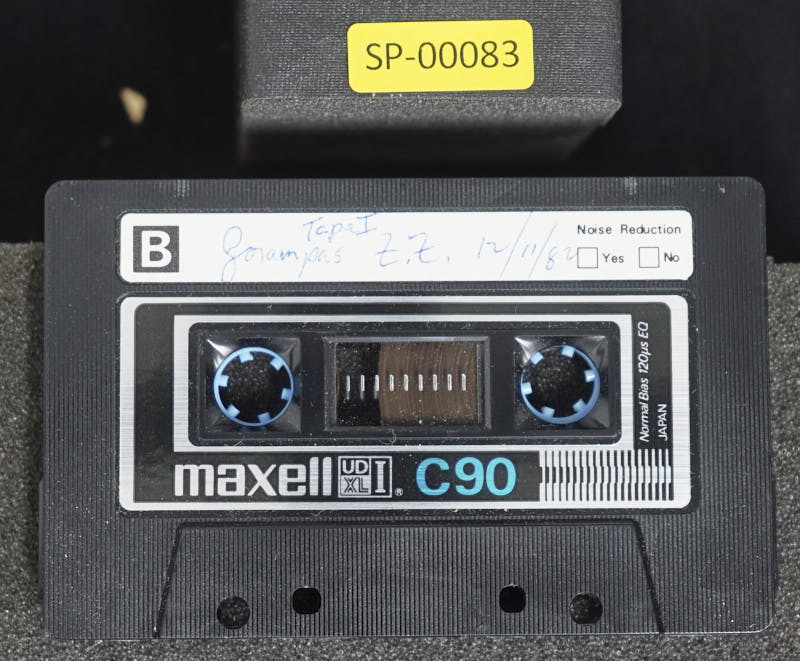 SP-00083
B
Tape I
Gorampas Z.Z. 12/11/82
Noise Reduction
Yes No
Normal Bias 120µs EQ
JAPAN
maxell UD XL I ® C90